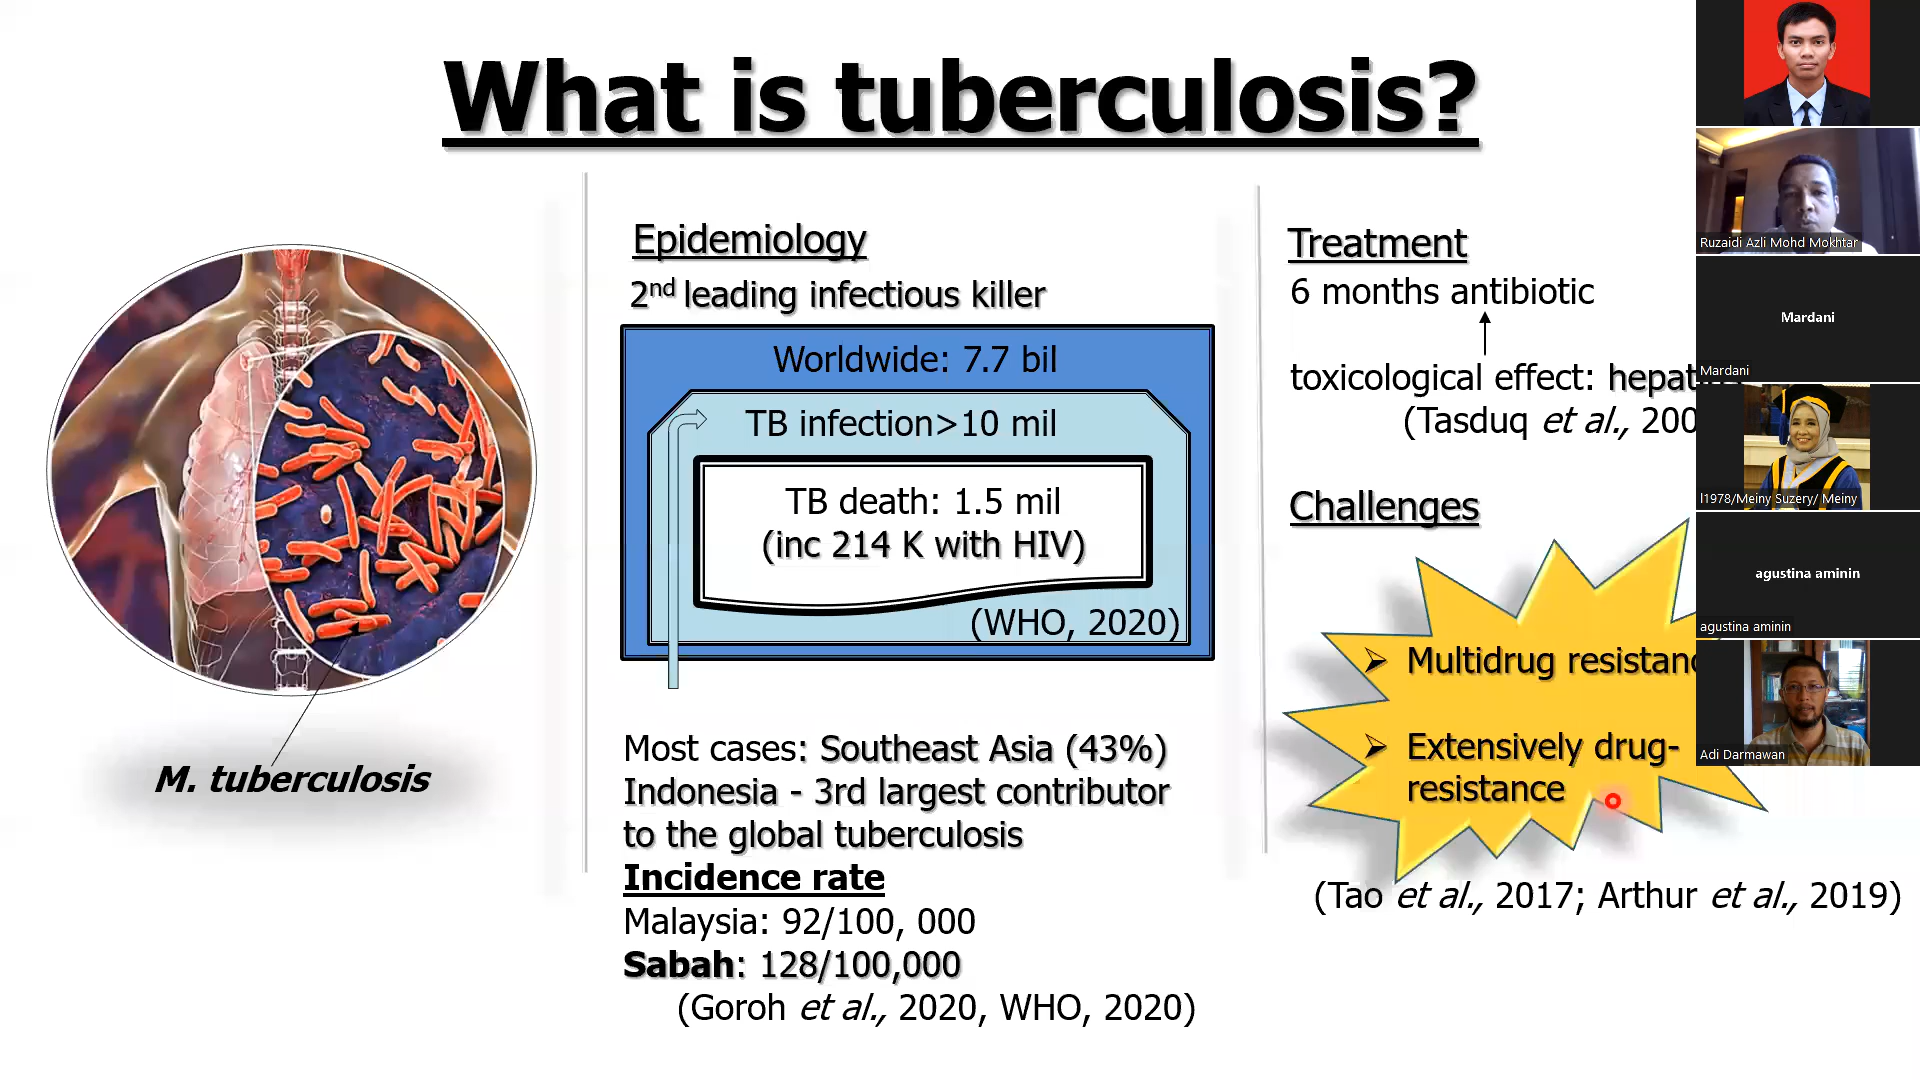 What is tuberculosis?
M. tuberculosis
Epidemiology
2nd leading infectious killer
Worldwide: 7.7 bil
TB infection>10 mil
TB death: 1.5 mil
(inc 214 K with HIV)
(WHO, 2020)
Most cases: Southeast Asia (43%)
Indonesia - 3rd largest contributor
to the global tuberculosis
Incidence rate
Malaysia: 92/100, 000
Sabah: 128/100,000
(Goroh et al., 2020, WHO, 2020)
Treatment
6 months antibiotic
toxicological effect:
(Tasduq et al.,
Challenges
➢ Multidrug
➢ Extensively drug-
resistance
(Tao et al., 2017; Arthur et al., 2019)
Ruzaidi Azli Mohd Mokhtar
Mardani
Mardani
l1978/Meiny Suzery/ Meiny
agustina aminin
agustina aminin
Adi Darmawan